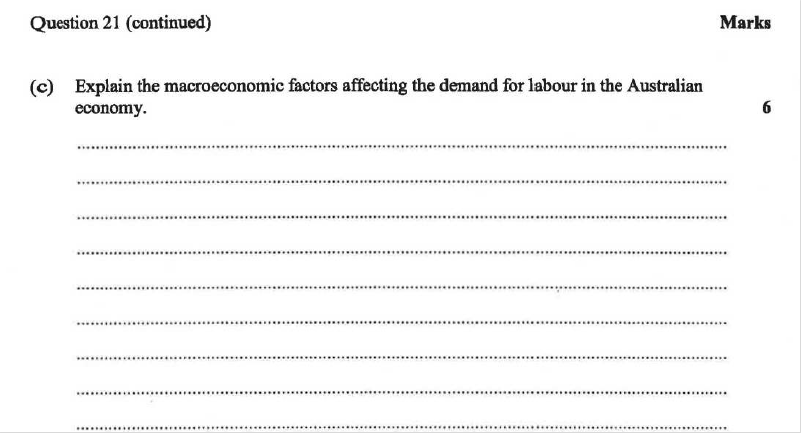 Question 21 (continued) Marks
(c) Explain the macroeconomic factors affecting the demand for labour in the Australian
economy. 6